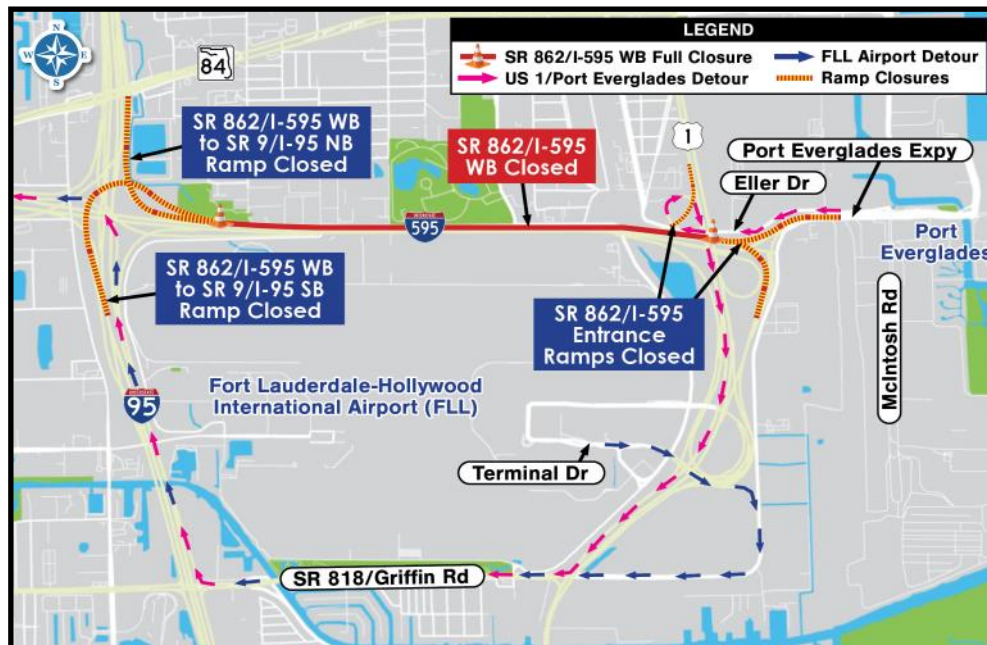 N
W
E
S
84
LEGEND
SR 862/I-595 WB Full Closure
FLL Airport Detour
US 1/Port Everglades Detour
Ramp Closures
SR 862/I-595 WB
to SR 9/I-95 NB
Ramp Closed
SR 862/I-595
WB Closed
1
Port Everglades Expy
Eller Dr
595
Port
Everglades
SR 862/I-595 WB
to SR 9/I-95 SB
Ramp Closed
SR 862/I-595
Entrance
Ramps Closed
McIntosh Rd
Fort Lauderdale-Hollywood
International Airport (FLL)
95
Terminal Dr
SR 818/Griffin Rd